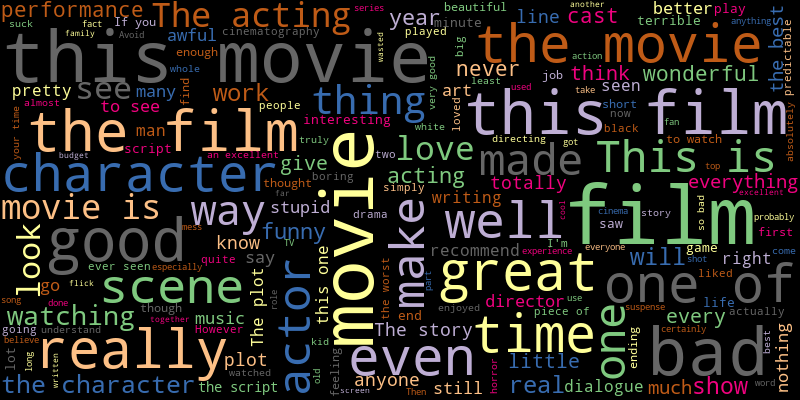 performance
The acting
year
beautiful
another
better
play
series
suck
fact
If you
cinematography
played
minute
line
cast
terrible
anything
family
Avoid
awful
wasted
big
the movie
the best
predictable
this movie
enough
never
action
whole
very good
job
think
wonderful
pretty
see
many
find
work
thing
art
least
used
take
seen
almost
to see
people
loved
this film
short
now
absolutely
your time
the film
man
interesting
white
black
fan
to watch
script
truly
directing
got
movie
love
made
This is
budget
an excellent
give
two
character
boring
acting
top
thought
simply
totally
everything
far
writing
excellent
movie is
way
stupid
drama
make
well
cool
film
cinema
story
so bad
probably
good
mess
funny
saw
first
look
know
recommend
I'm
everyone
game
say
TV
experience
will
right
come
ever seen
especially
quite
shot
go
flick
The plot
role
actor
this one
the worst
part
great
one of
liked
song
scene
enjoyed
director
use
life
done
though
end
piece of
suspense
actually
watching
music
together
The story
time
one
every
going
understand
However
certainly
believe
really
kid
even
ending
bad
best
nothing
lot
long
written
plot
feeling
little
watched
old
anyone
horror
word
the character
the script
screen
Then
still
real
dialogue
much
show